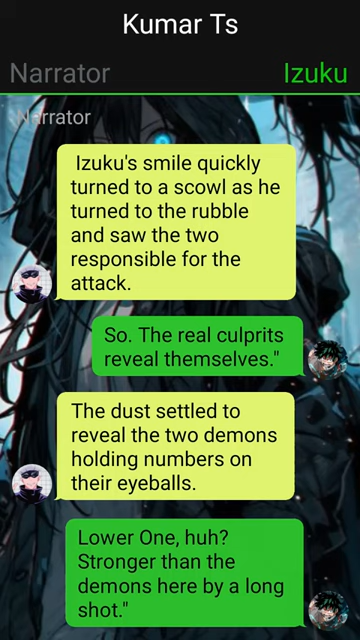 Kumar Ts
Narrator Izuku
Narrator
Izuku's smile quickly
turned to a scowl as he
turned to the rubble
and saw the two
responsible for the
attack.
So. The real culprits
reveal themselves."
The dust settled to
reveal the two demons
holding numbers on
their eyeballs.
Lower One, huh?
Stronger than the
demons here by a long
shot."